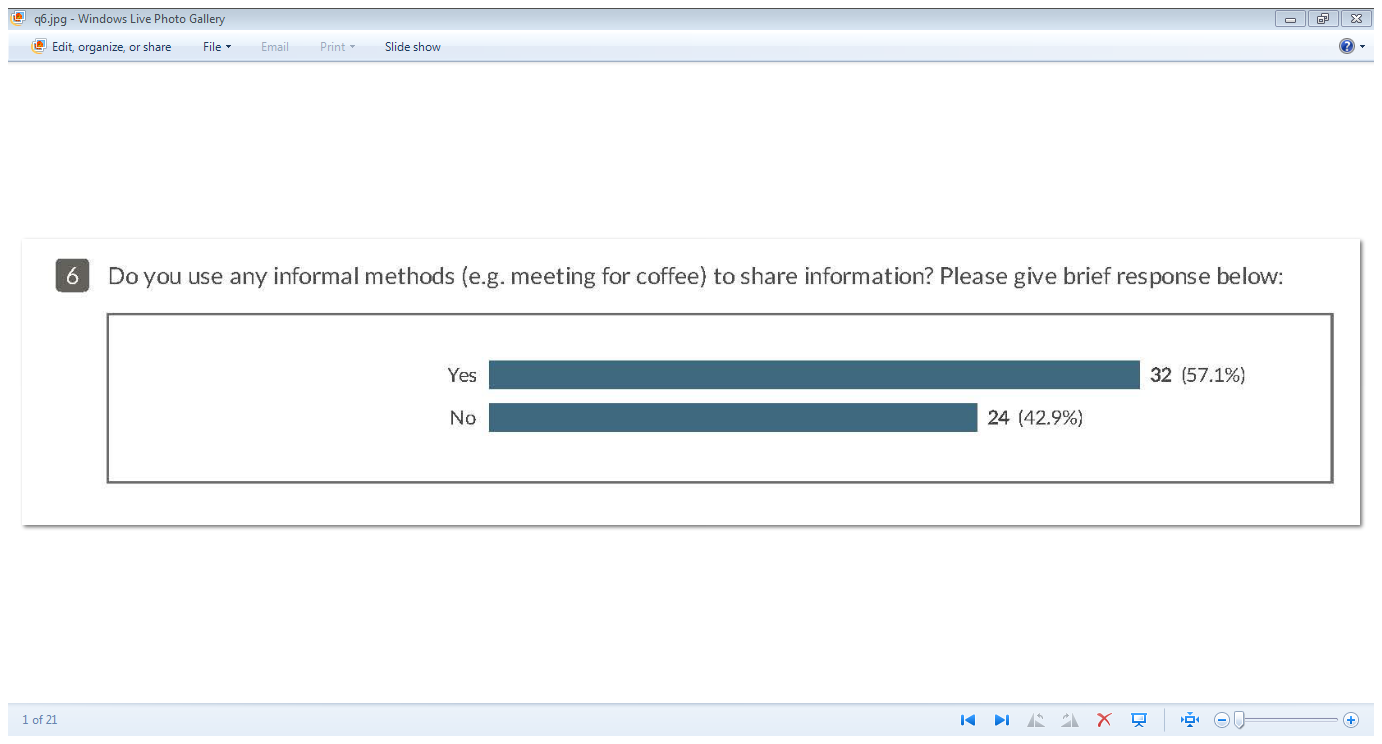 q6.jpg - Windows Live Photo Gallery
Edit, organize, or share File Email Print Slide show
6 Do you use any informal methods (e.g. meeting for coffee) to share information? Please give brief response below:
Yes 32 (57.1%)
No 24 (42.9%)
1 of 21